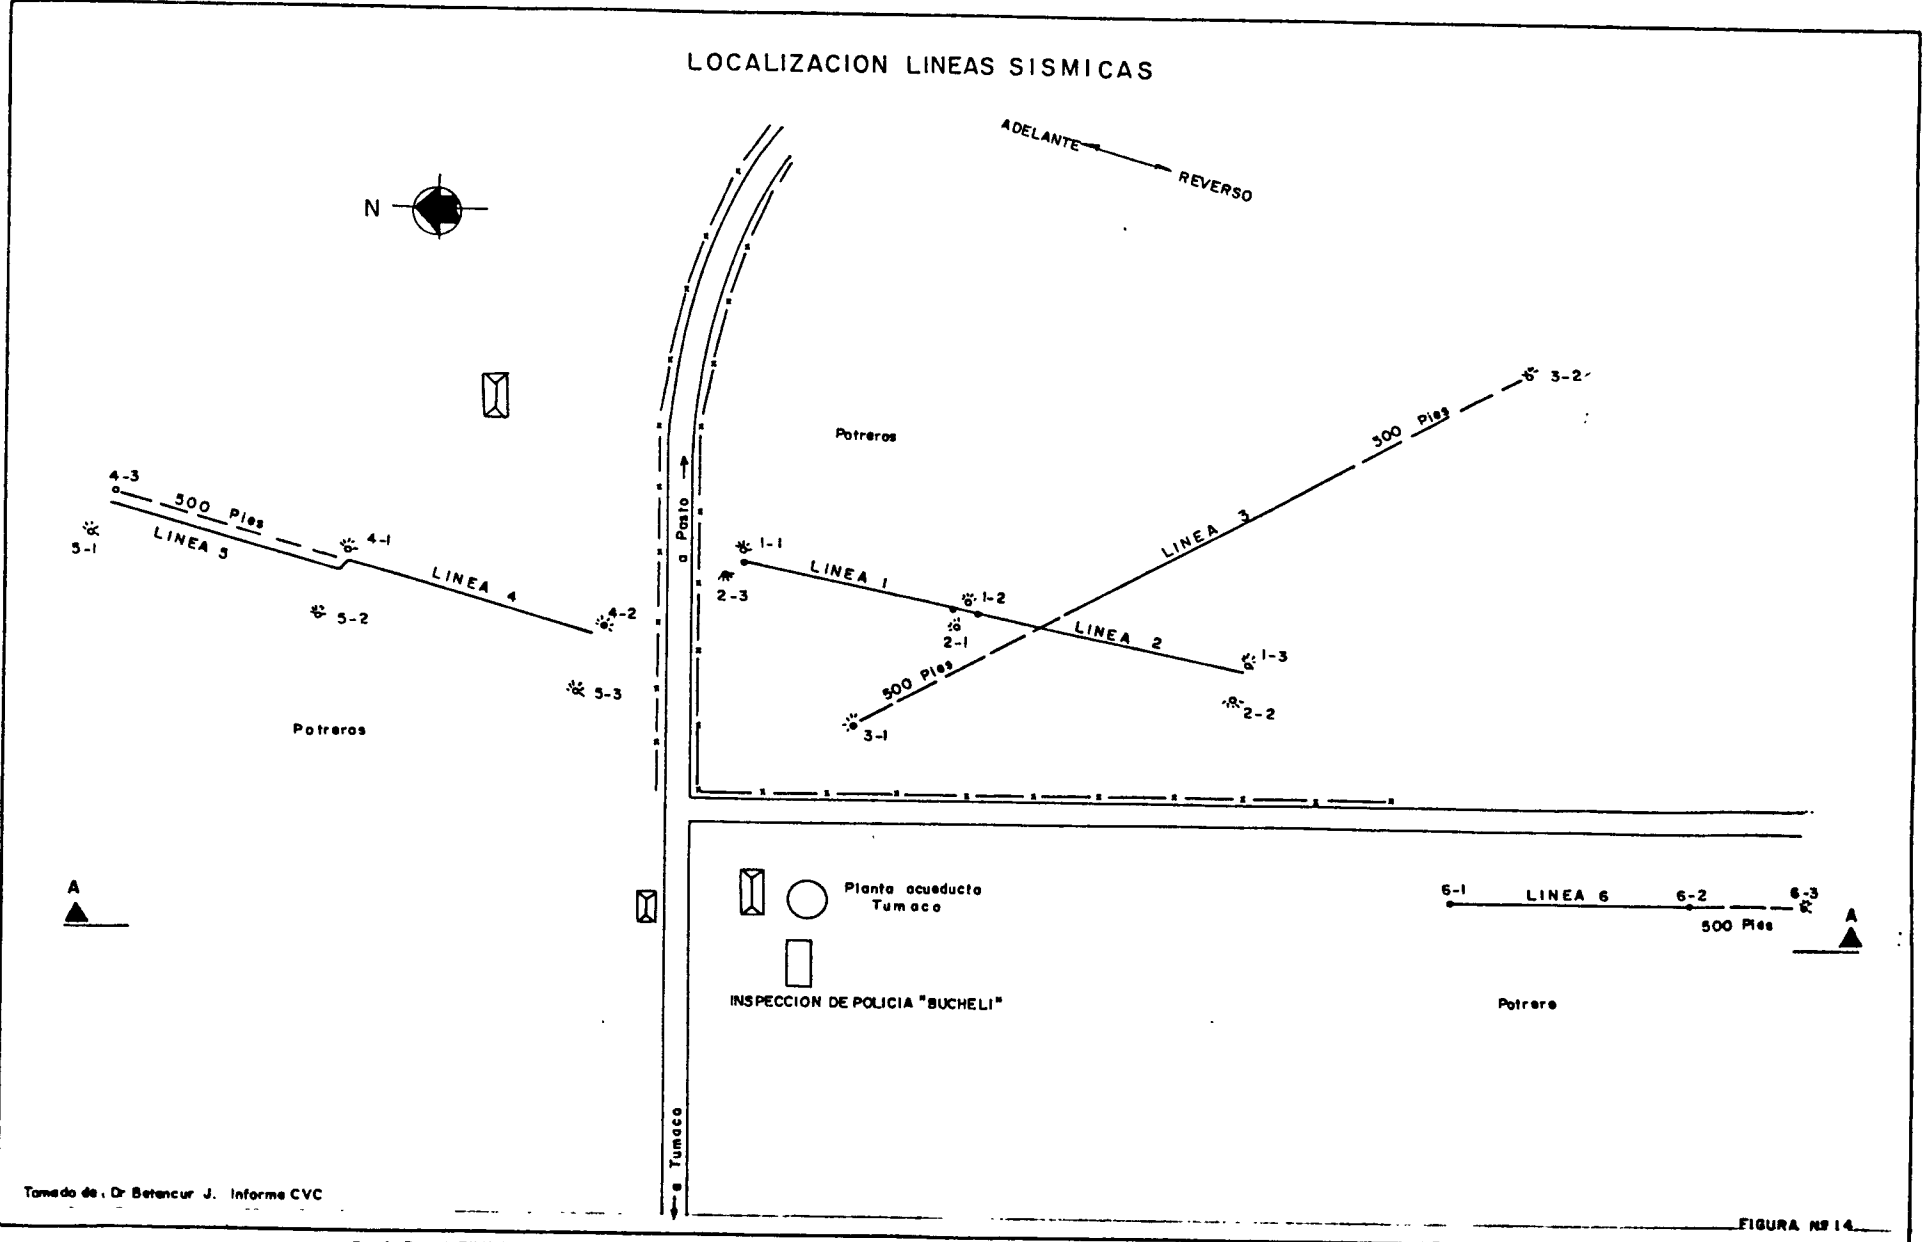 LOCALIZACION LINEAS SISMICAS
ADELANTE
REVERSO
N
3-2
500 Pies
Potreros
4-3
500 Pies
LINEA 5
5-1
4-1
LINEA 4
4-2
5-2
5-3
Potreros
a Pasto
1-1
LINEA 1
2-3
1-2
2-1
LINEA 3
LINEA 2
1-3
2-2
500 Pies
3-1
A
Planta acueducto
Tumaco
6-1
LINEA 6
6-2
6-3
500 Pies
A
INSPECCION DE POLICIA "BUCHELI"
Potrero
a Tumaco
Tomado de: Dr Betancur J. Informe CVC
FIGURA Nº 14